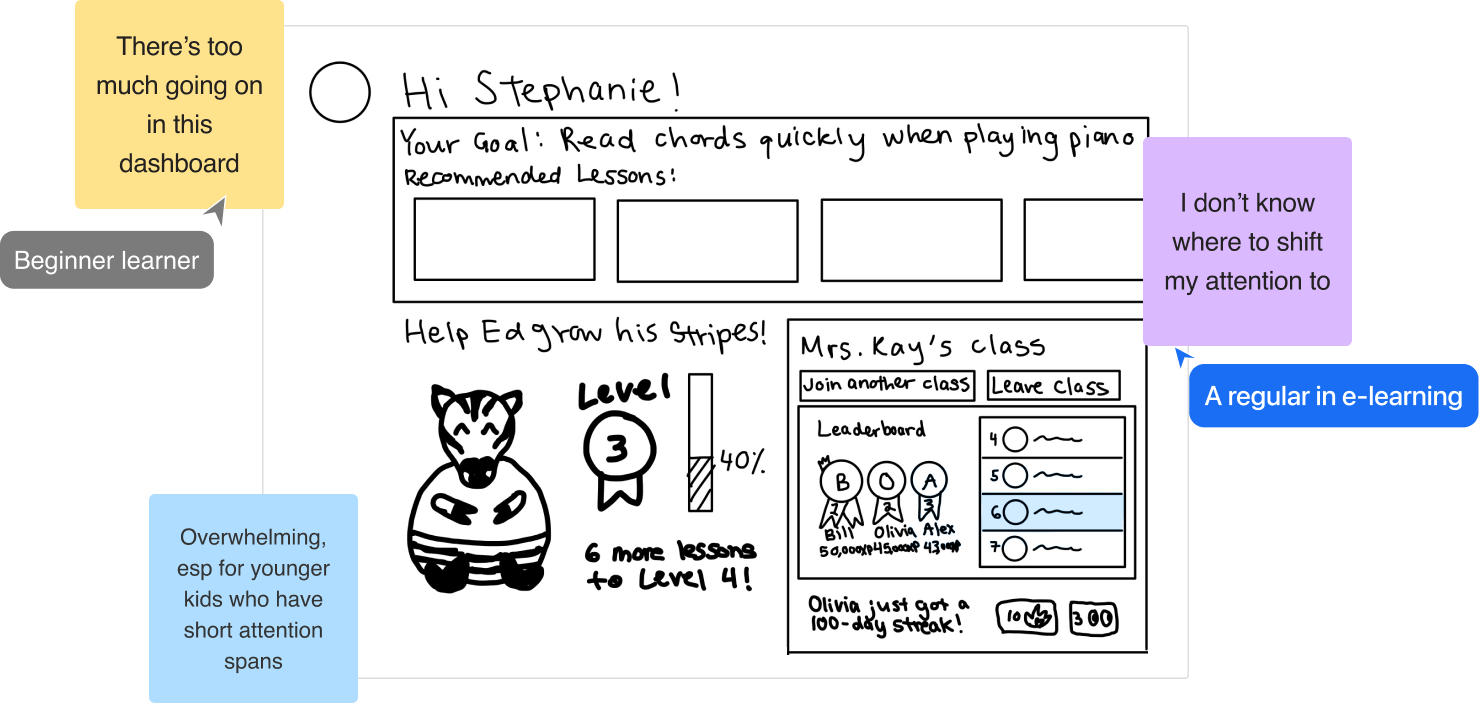 There’s too
much going on
in this
dashboard
Beginner learner
Hi Stephanie!
Your Goal: Read chords quickly when playing piano
Recommended Lessons:
I don’t know
where to shift
my attention to
A regular in e-learning
Help Ed grow his stripes!
Level
3
40%
6 more lessons
to Level 4!
Mrs. Kay's class
Join another class
Leave class
Leaderboard
B
O
A
1
2
3
Bill
Olivia
Alex
50,000XP
45,000XP
43,000XP
4
5
6
7
Olivia just got a
100-day streak!
10
3
Overwhelming,
esp for younger
kids who have
short attention
spans